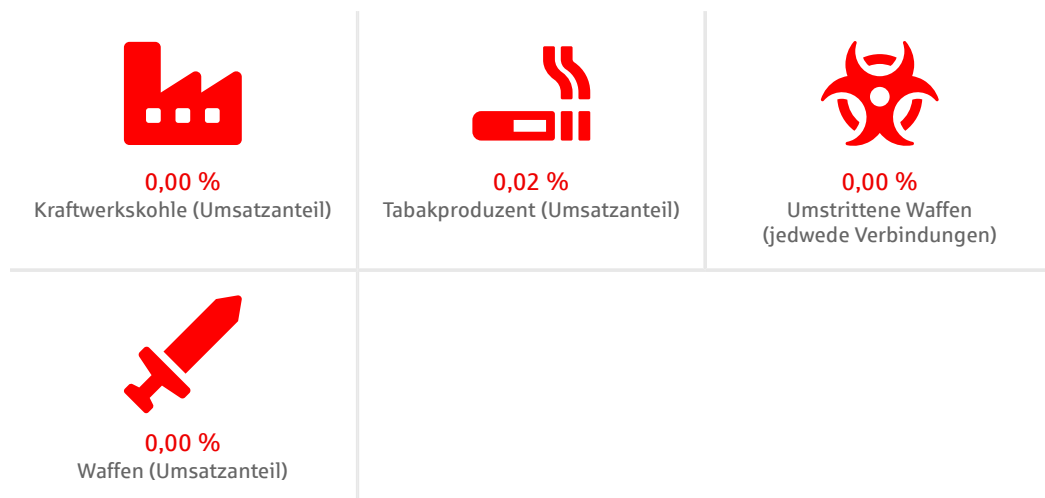 0,00 %
Kraftwerkskohle (Umsatzanteil)
0,02 %
Tabakproduzent (Umsatzanteil)
0,00 %
Umstrittene Waffen
(jedwede Verbindungen)
0,00 %
Waffen (Umsatzanteil)